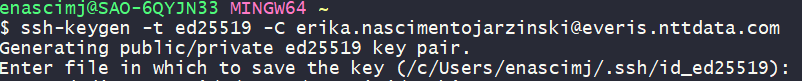 enascimj@SAO-6QYJN33 MINGW64 ~
$ ssh-keygen -t ed25519 -C erika.nascimentojarzinski@everis.nttdata.com
Generating public/private ed25519 key pair.
Enter file in which to save the key (/c/Users/enascimj/.ssh/id_ed25519):